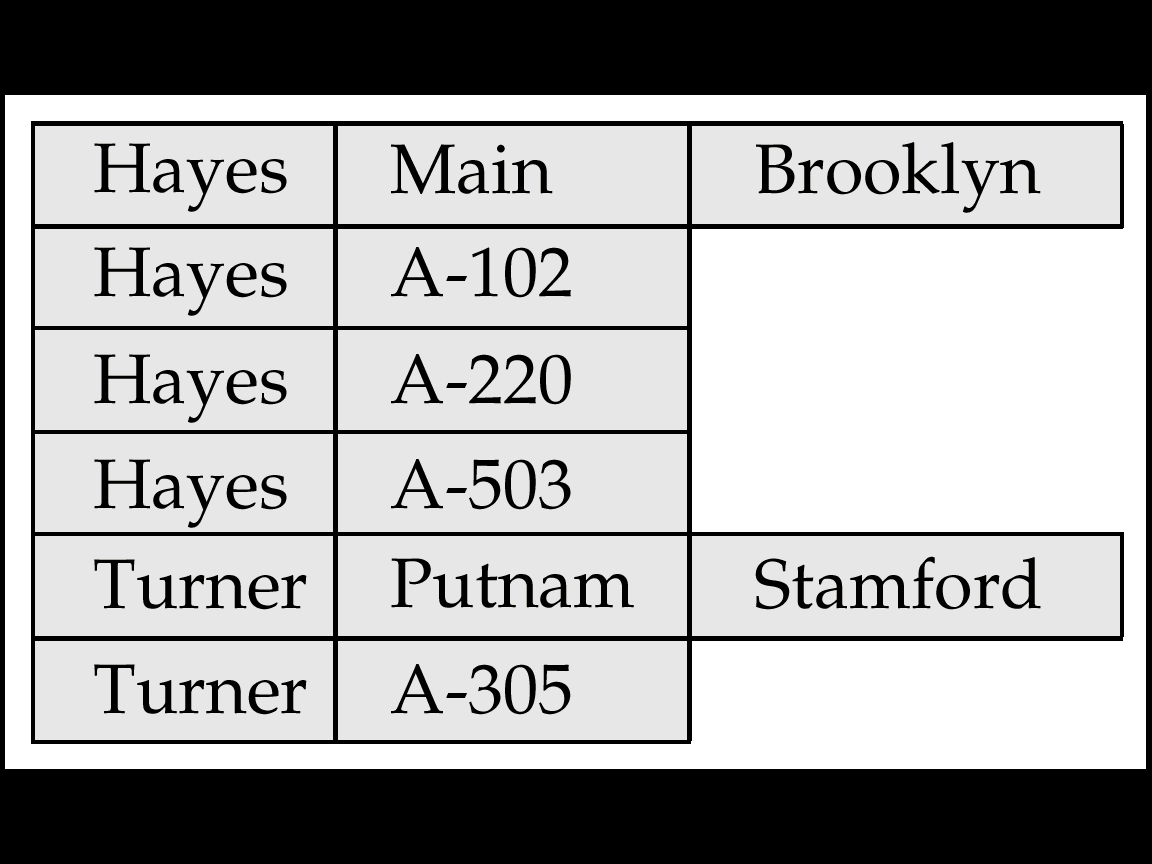 Hayes Main Brooklyn
Hayes A-102
Hayes A-220
Hayes A-503
Turner Putnam Stamford
Turner A-305